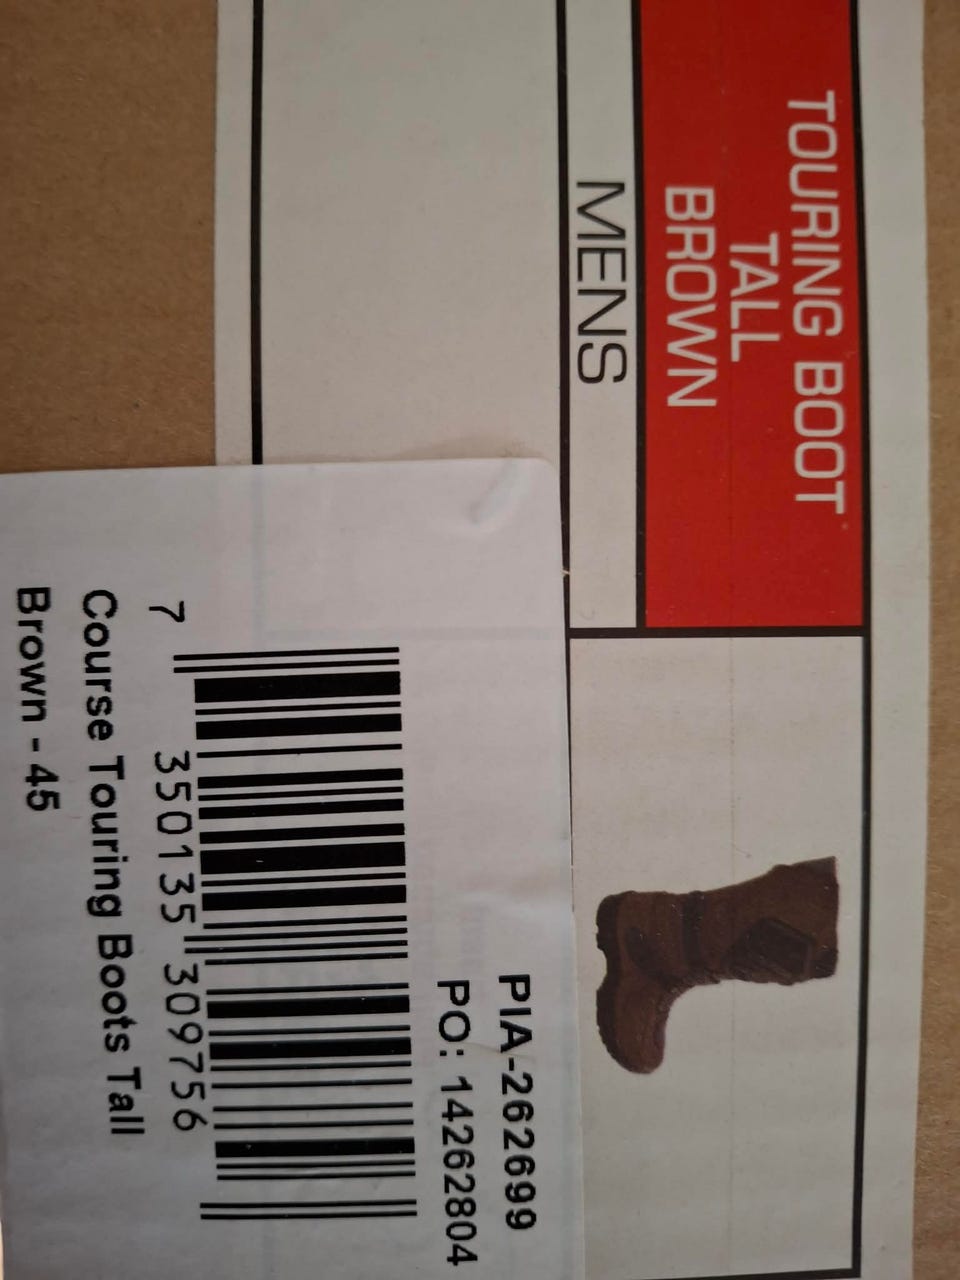 TOURING BOOT
TALL
BROWN
MENS
PIA-262699
PO: 14262804
7 350135 309756
Course Touring Boots Tall
Brown - 45